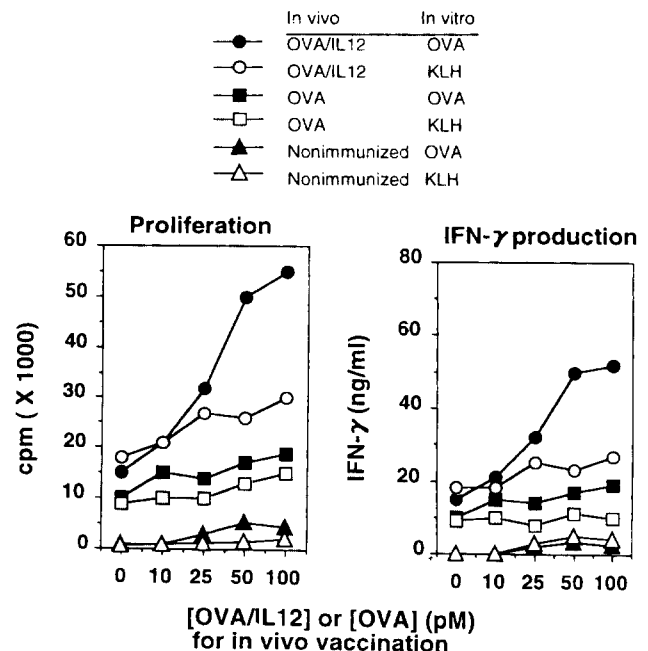 In vivo In vitro
OVA/IL12 OVA
OVA/IL12 KLH
OVA OVA
OVA KLH
Nonimmunized OVA
Nonimmunized KLH
Proliferation
IFN-γ production
60
50
40
30
20
10
0
cpm ( X 1000)
0 10 25 50 100
80
60
40
20
0
IFN-γ (ng/ml)
0 10 25 50 100
[OVA/IL12] or [OVA] (pM)
for in vivo vaccination